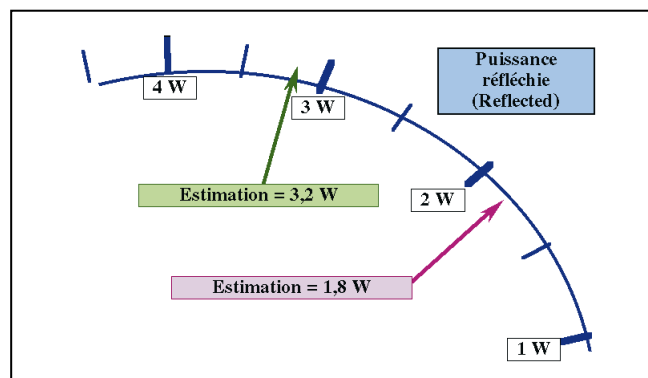 Puissance
réfléchie
(Reflected)
4 W
3 W
Estimation = 3,2 W
2 W
Estimation = 1,8 W
1 W